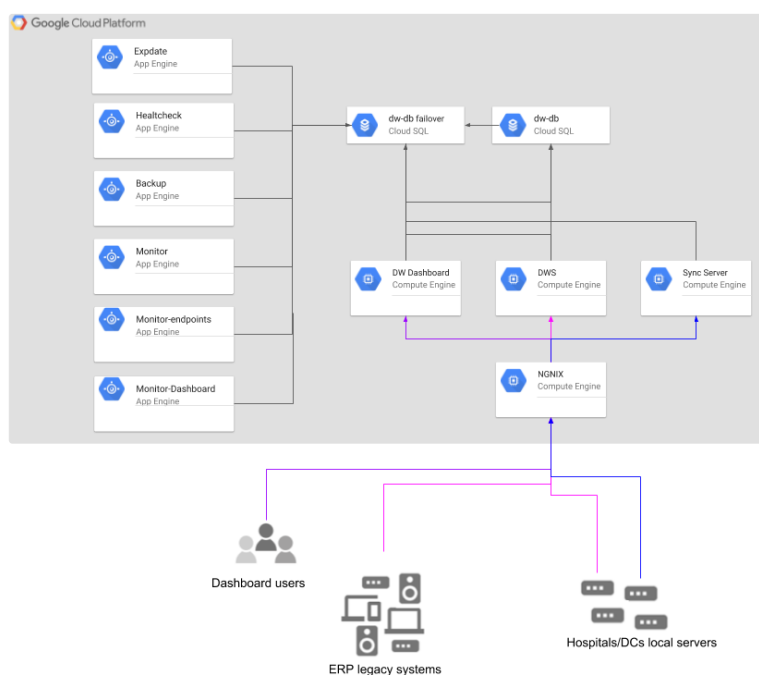 Google Cloud Platform
Expdate
App Engine
Healtcheck
App Engine
Backup
App Engine
Monitor
App Engine
Monitor-endpoints
App Engine
Monitor-Dashboard
App Engine
dw-db failover
Cloud SQL
dw-db
Cloud SQL
DW Dashboard
Compute Engine
DWS
Compute Engine
Sync Server
Compute Engine
NGNIX
Compute Engine
Dashboard users
ERP legacy systems
Hospitals/DCs local servers